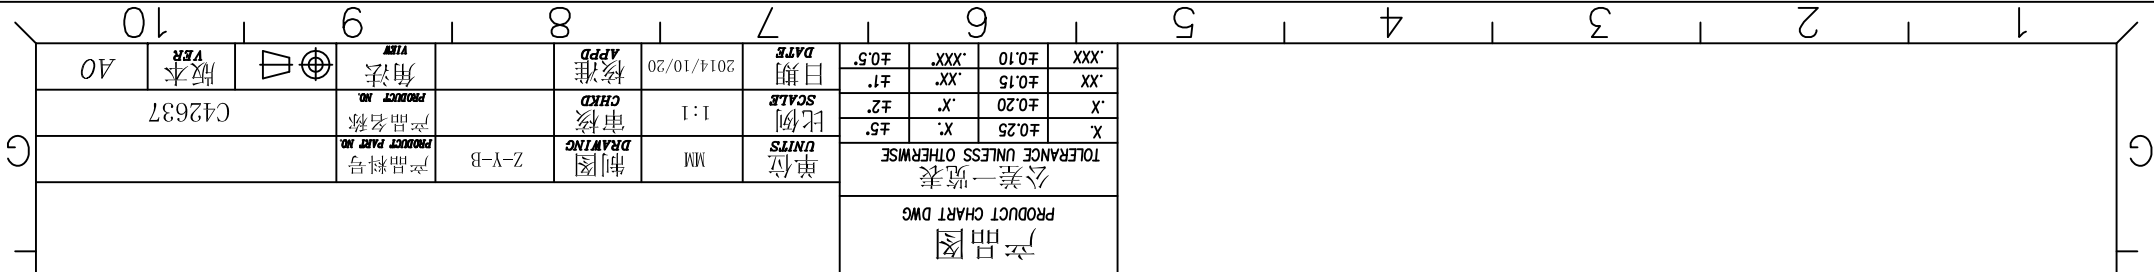 产品图
PRODUCT CHART DWG
公差一览表
TOLERANCE UNLESS OTHERWISE
X. ±0.25 X.° ±5°
.X ±0.20 .X° ±2°
.XX ±0.15 .XX° ±1°
.XXX ±0.10 .XXX° ±0.5°
单位 MM 制图 Z-Y-B 产品料号
UNITS DRAWING PRODUCT PART NO.
比例 1:1 审核 产品名称 C42637
SCALE CHKD PRODUCT NO.
日期 2014/10/20 核准 角法 版本 A0
DATE APPD VIEW VER
G G
1 2 3 4 5 6 7 8 9 10